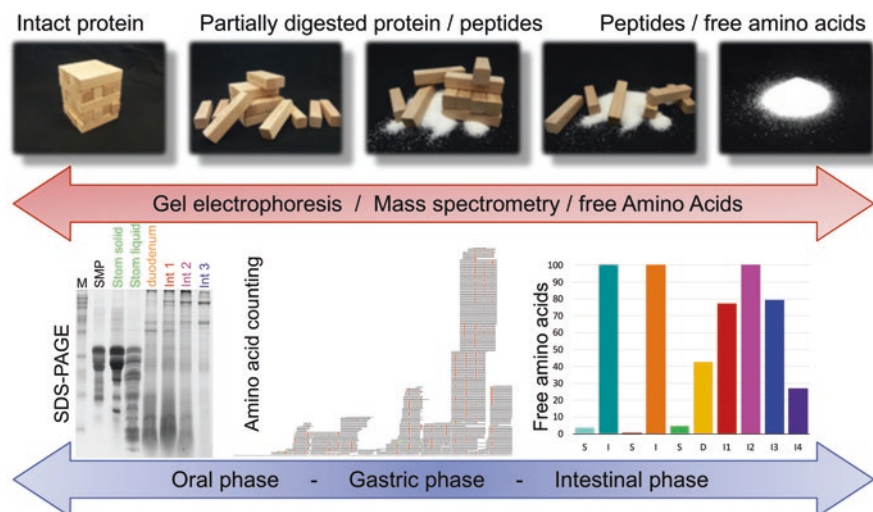 Intact protein
Partially digested protein / peptides
Peptides / free amino acids
Gel electrophoresis / Mass spectrometry / free Amino Acids
SDS-PAGE
M
SMP
Stom solid
Stom liquid
duodenum
Int 1
Int 2
Int 3
Amino acid counting
Free amino acids
100
90
80
70
60
50
40
30
20
10
0
S I S I S D I1 I2 I3 I4
Oral phase - Gastric phase - Intestinal phase